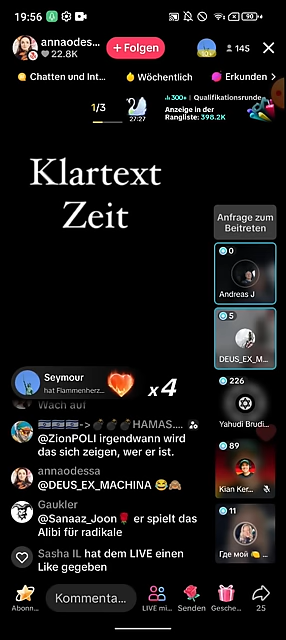 19:56
90
annaodes...
22.8K
+ Folgen
10+
145
Chatten und Int...
Wöchentlich
Erkunden
1/3
27:27
300+ | Qualifikationsrunde
Anzeige in der
Rangliste: 398.2K
Klartext
Zeit
Anfrage zum
Beitreten
0
Andreas J
5
DEUS_EX_M...
226
Yahudi Brudi...
89
Kian Ker...
11
Где мой 🍋 ...
Seymour
hat Flammenherz...
x4
Wach auf
🇮🇱🇮🇱🇮🇱->💣💣💣HAMAS....
@ZionPOLI irgendwann wird
das sich zeigen, wer er ist.
annaodessa
@DEUS_EX_MACHINA 😂🙈
Gaukler
@Sanaaz_Joon🌹 er spielt das
Alibi für radikale
Sasha IL hat dem LIVE einen
Like gegeben
Abonn...
Kommenta...
LIVE mi...
Senden
Gesche...
25